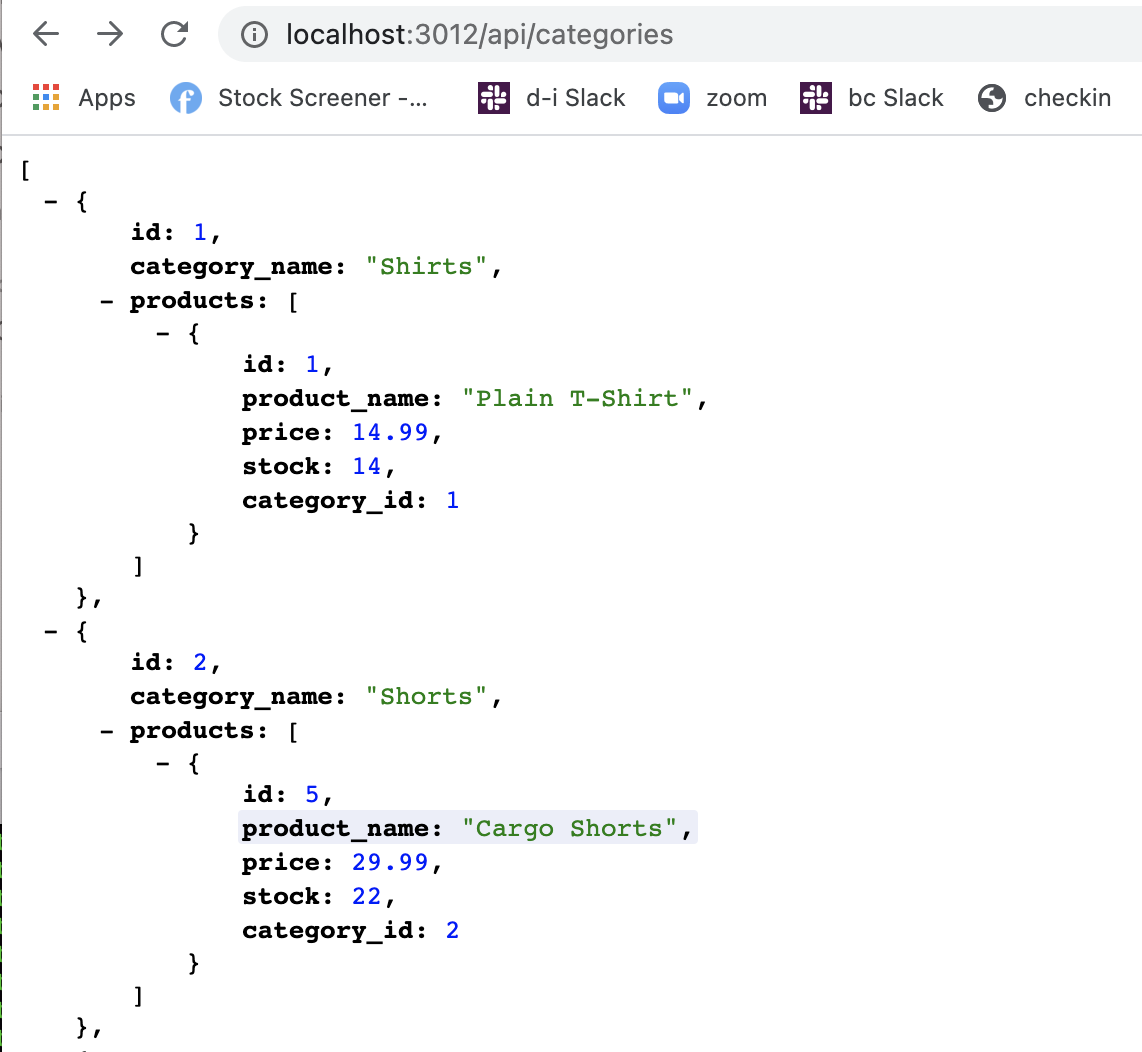 localhost:3012/api/categories
Apps Stock Screener -... d-i Slack zoom bc Slack checkin
[
- {
id: 1,
category_name: "Shirts",
- products: [
- {
id: 1,
product_name: "Plain T-Shirt",
price: 14.99,
stock: 14,
category_id: 1
}
]
},
- {
id: 2,
category_name: "Shorts",
- products: [
- {
id: 5,
product_name: "Cargo Shorts",
price: 29.99,
stock: 22,
category_id: 2
}
]
},